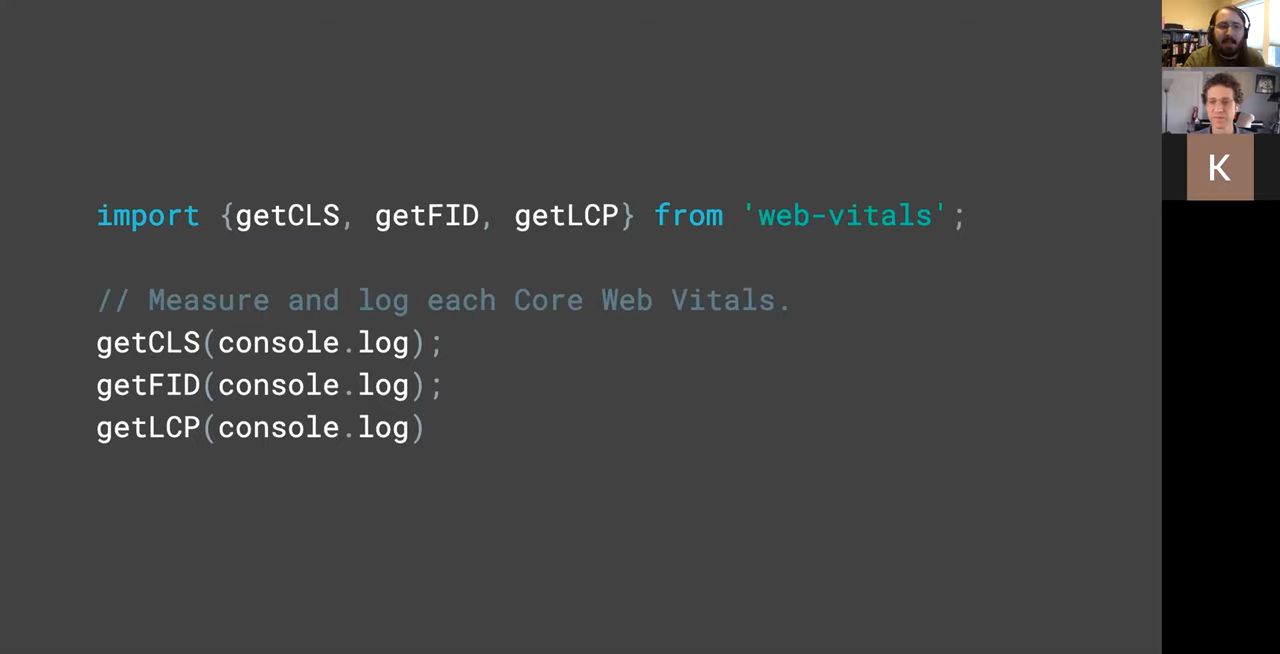 import {getCLS, getFID, getLCP} from 'web-vitals';
// Measure and log each Core Web Vitals.
getCLS(console.log);
getFID(console.log);
getLCP(console.log)
K